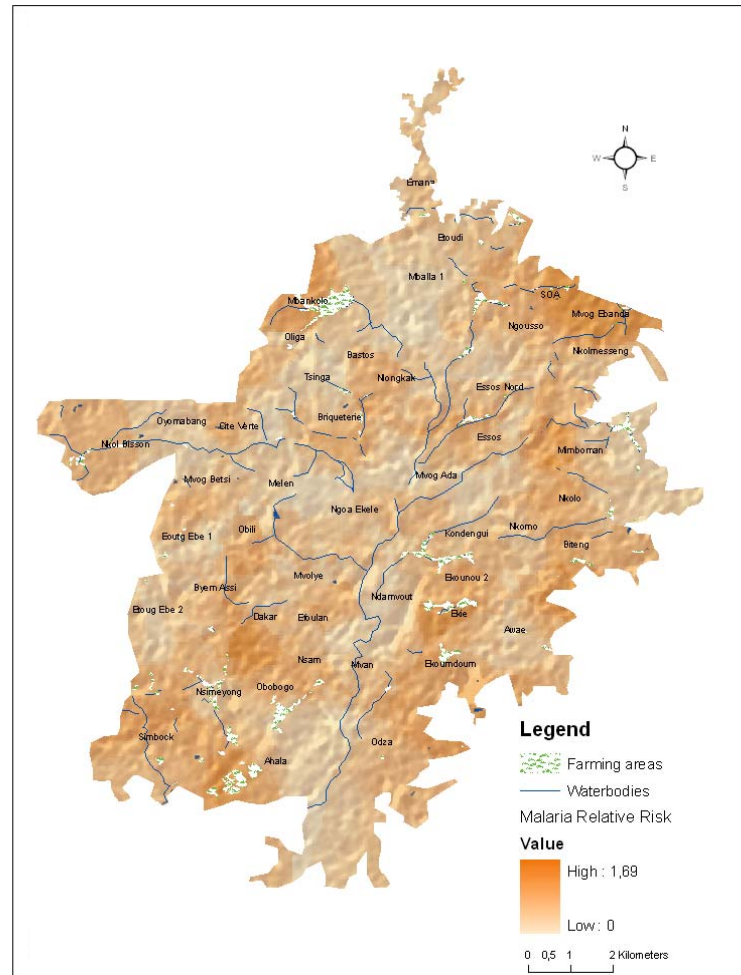 N
W E
S
Emana
Etoudi
Mballa 1
SOA
Mbankolo
Mvog Ebanda
Ngousso
Oliga
Nkolmesseng
Bastos
Tsinga
Nlongkak
Essos Nord
Briqueterie
Oyomabang
Cite Verte
Essos
Nkol Bisson
Mimboman
Mvog Betsi
Melen
Mvog Ada
Nkolo
Ngoa Ekele
Obili
Kondengui
Nkomo
Eoutg Ebe 1
Biteng
Mvolye
Ekounou 2
Byem Assi
Ndamvout
Etoug Ebe 2
Dakar
Efoulan
Ekie
Awae
Nsam
Mvan
Ekoumdoum
Nsimeyong
Obobogo
Simbock
Odza
Ahala
Legend
Farming areas
Waterbodies
Malaria Relative Risk
Value
High : 1,69
Low : 0
0 0,5 1 2 Kilometers